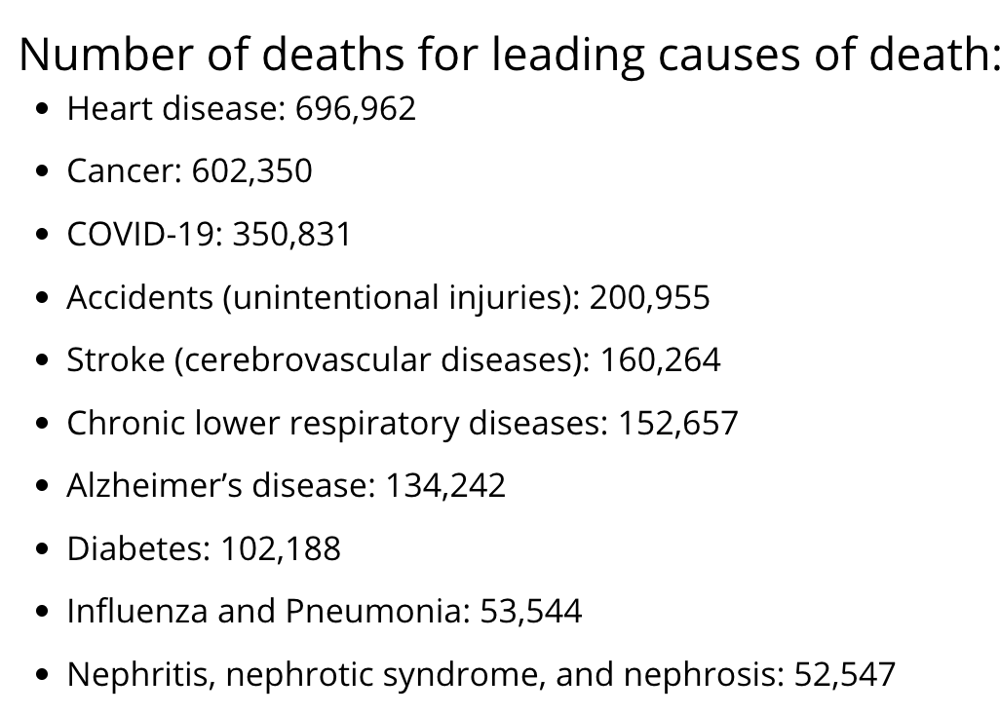 Number of deaths for leading causes of death:
• Heart disease: 696,962
• Cancer: 602,350
• COVID-19: 350,831
• Accidents (unintentional injuries): 200,955
• Stroke (cerebrovascular diseases): 160,264
• Chronic lower respiratory diseases: 152,657
• Alzheimer’s disease: 134,242
• Diabetes: 102,188
• Influenza and Pneumonia: 53,544
• Nephritis, nephrotic syndrome, and nephrosis: 52,547